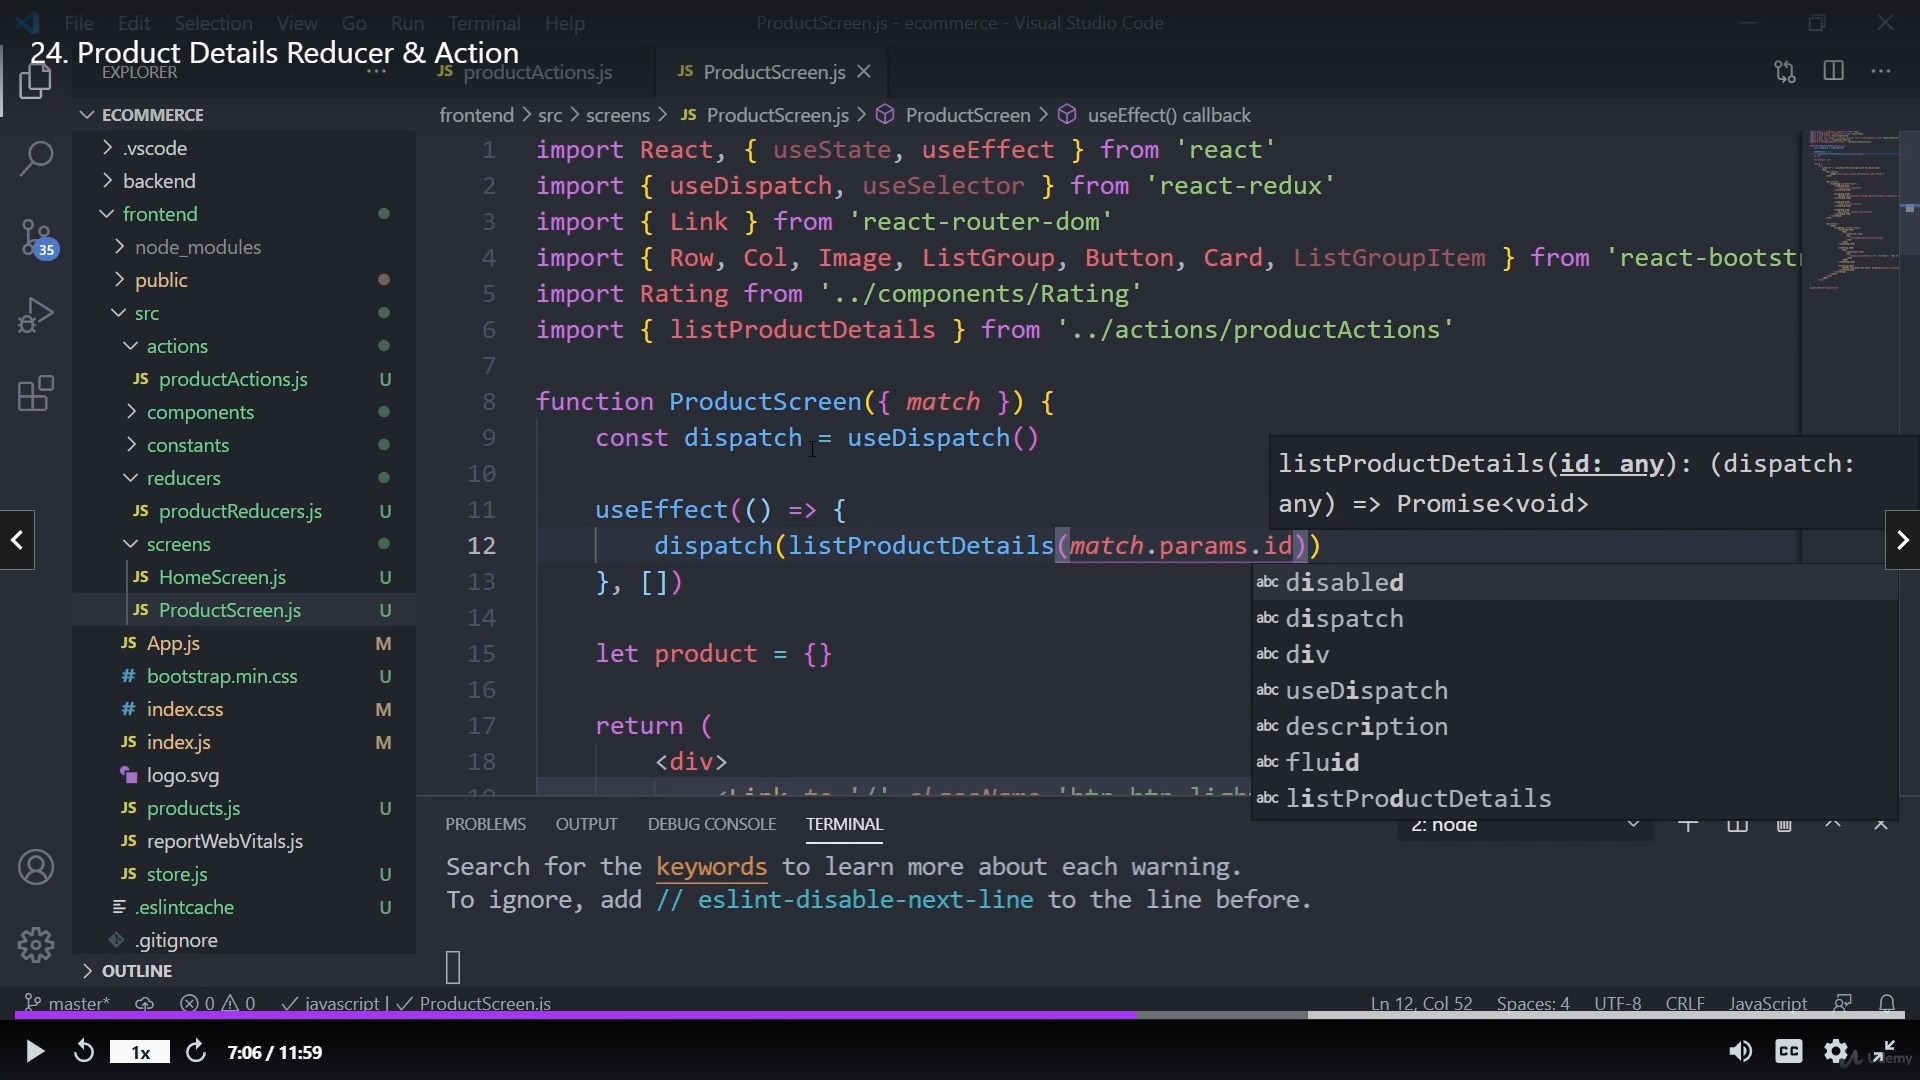 File Edit Selection View Go Run Terminal Help ProductScreen.js - ecommerce - Visual Studio Code
24. Product Details Reducer & Action
EXPLORER
JS productActions.js
JS ProductScreen.js
ECOMMERCE
frontend > src > screens > JS ProductScreen.js > ProductScreen > useEffect() callback
.vscode
backend
frontend
node_modules
public
src
actions
JS productActions.js U
components
constants
reducers
JS productReducers.js U
screens
JS HomeScreen.js U
JS ProductScreen.js U
JS App.js M
# bootstrap.min.css U
# index.css M
JS index.js M
logo.svg
JS products.js U
JS reportWebVitals.js
JS store.js U
.eslintcache U
.gitignore
OUTLINE
35
1 import React, { useState, useEffect } from 'react'
2 import { useDispatch, useSelector } from 'react-redux'
3 import { Link } from 'react-router-dom'
4 import { Row, Col, Image, ListGroup, Button, Card, ListGroupItem } from 'react-bootst
5 import Rating from '../components/Rating'
6 import { listProductDetails } from '../actions/productActions'
7
8 function ProductScreen({ match }) {
9 const dispatch = useDispatch()
10
11 useEffect(() => {
12 dispatch(listProductDetails(match.params.id))
13 }, [])
14
15 let product = {}
16
17 return (
18 <div>
listProductDetails(id: any): (dispatch:
any) => Promise<void>
abc disabled
abc dispatch
abc div
abc useDispatch
abc description
abc fluid
abc listProductDetails
PROBLEMS OUTPUT DEBUG CONSOLE TERMINAL 2: node
Search for the keywords to learn more about each warning.
To ignore, add // eslint-disable-next-line to the line before.
master* 0 0 javascript | ProductScreen.js Ln 12, Col 52 Spaces: 4 UTF-8 CRLF JavaScript
1x 7:06 / 11:59 CC
Udemy